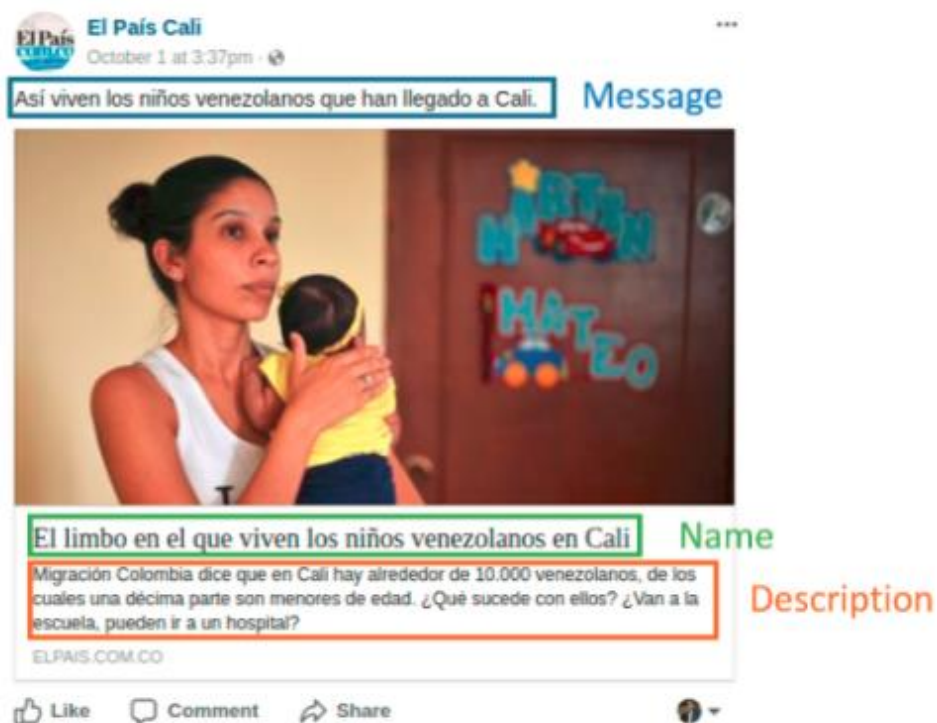 El País
El País Cali
October 1 at 3:37pm
Así viven los niños venezolanos que han llegado a Cali.
Message
MARTIN
MATEO
El limbo en el que viven los niños venezolanos en Cali
Name
Migración Colombia dice que en Cali hay alrededor de 10.000 venezolanos, de los
cuales una décima parte son menores de edad. ¿Qué sucede con ellos? ¿Van a la
escuela, pueden ir a un hospital?
Description
ELPAIS.COM.CO
Like Comment Share